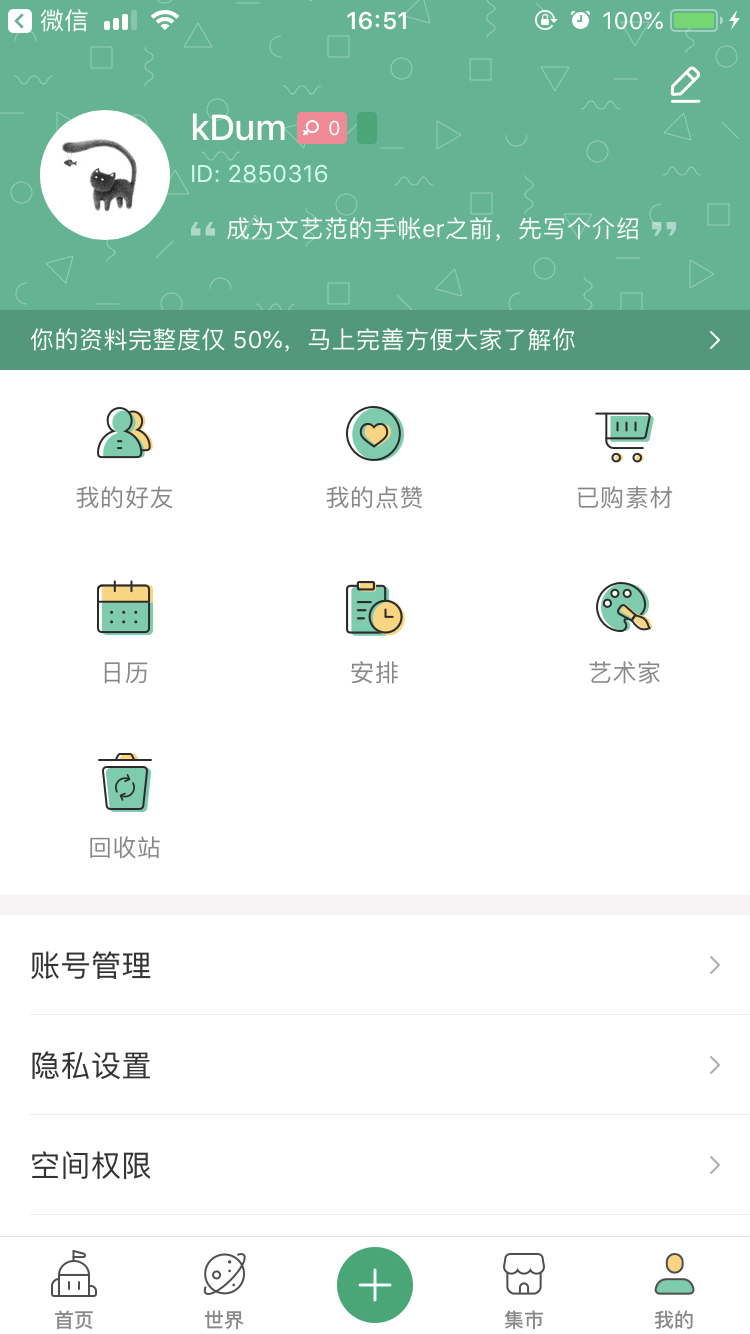 微信 16:51 100%
kDum 0
ID: 2850316
成为文艺范的手帐er之前，先写个介绍
你的资料完整度仅 50%，马上完善方便大家了解你
我的好友 我的点赞 已购素材
日历 安排 艺术家
回收站
账号管理
隐私设置
空间权限
首页 世界 集市 我的